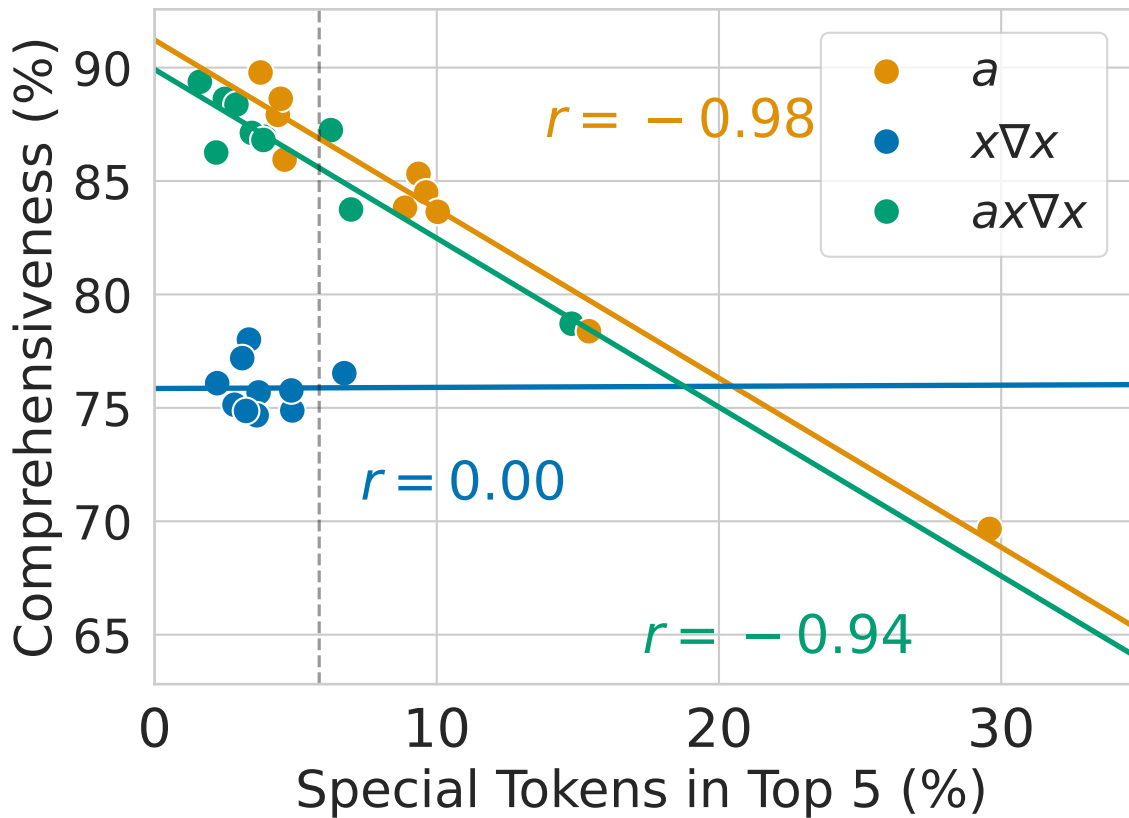 Comprehensiveness (%)
90
85
80
75
70
65
r = − 0.98
r = 0.00
r = − 0.94
a
x∇x
ax∇x
0 10 20 30
Special Tokens in Top 5 (%)